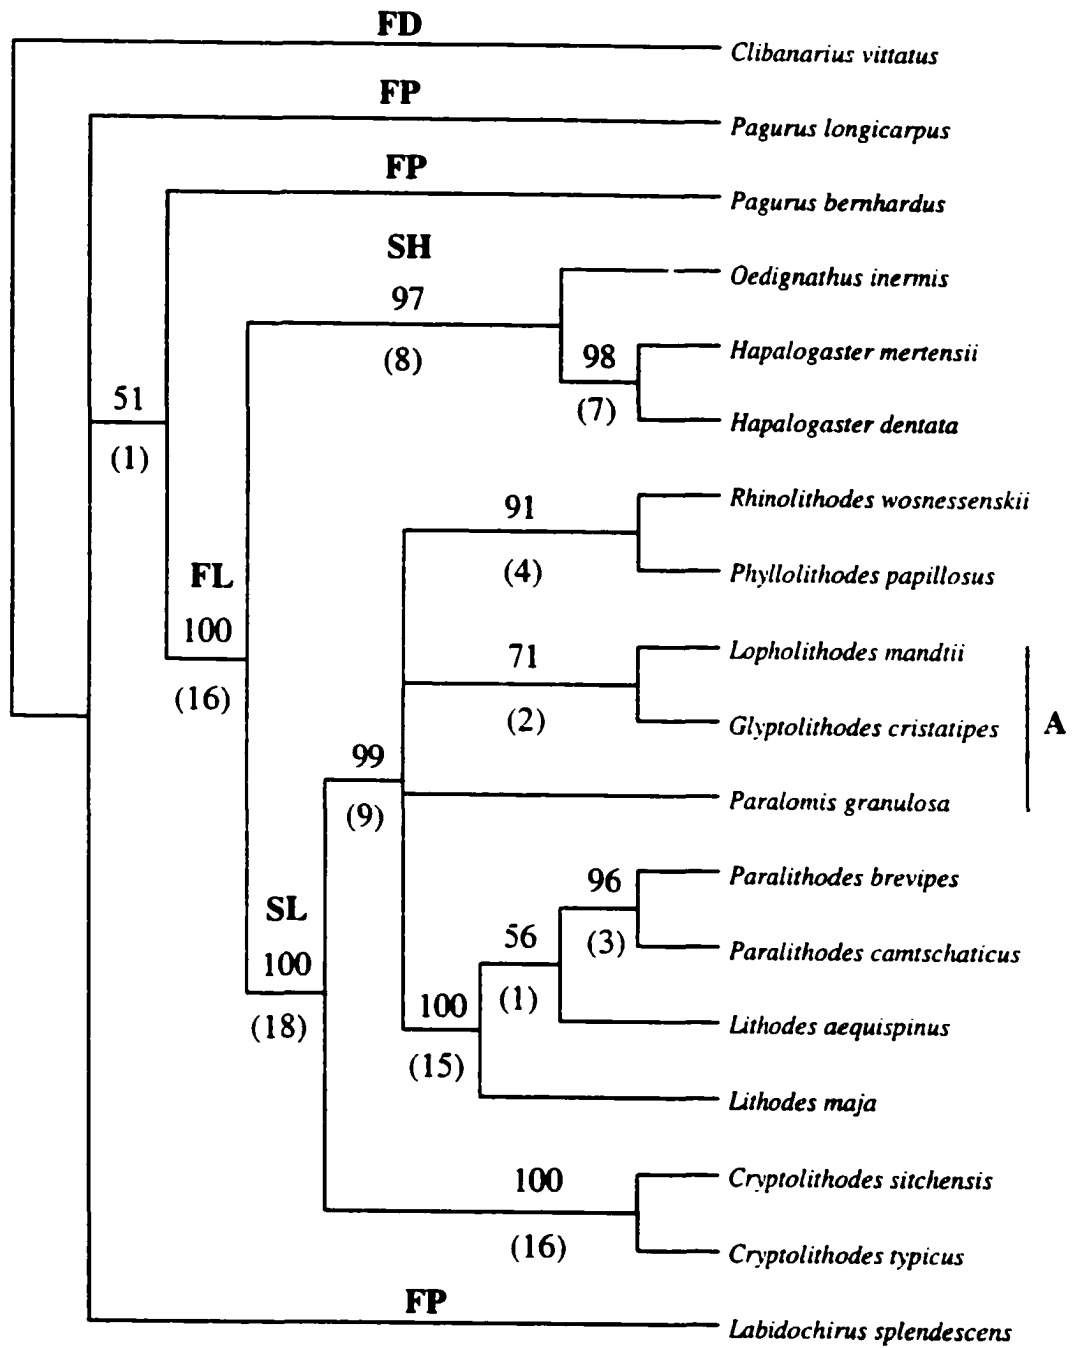 FD
Clibanarius vittatus
FP
Pagurus longicarpus
FP
Pagurus bernhardus
SH
Oedignathus inermis
97
(8)
Hapalogaster mertensii
98
(7)
Hapalogaster dentata
51
(1)
Rhinolithodes wosnessenskii
91
(4)
Phyllolithodes papillosus
FL
100
(16)
Lopholithodes mandtii
71
(2)
Glyptolithodes cristatipes
A
99
(9)
Paralomis granulosa
Paralithodes brevipes
96
(3)
Paralithodes camtschaticus
SL
100
(18)
56
(1)
Lithodes aequispinus
100
(15)
Lithodes maja
Cryptolithodes sitchensis
100
(16)
Cryptolithodes typicus
FP
Labidochirus splendescens